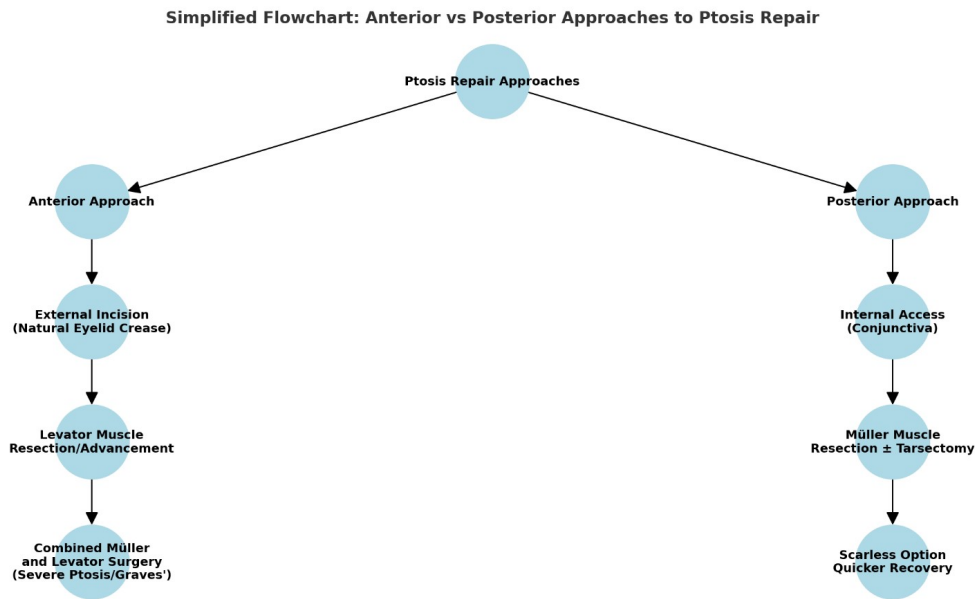 Simplified Flowchart: Anterior vs Posterior Approaches to Ptosis Repair
Ptosis Repair Approaches
Anterior Approach
Posterior Approach
External Incision
(Natural Eyelid Crease)
Internal Access
(Conjunctiva)
Levator Muscle
Resection/Advancement
Müller Muscle
Resection ± Tarsectomy
Combined Müller
and Levator Surgery
(Severe Ptosis/Graves')
Scarless Option
Quicker Recovery